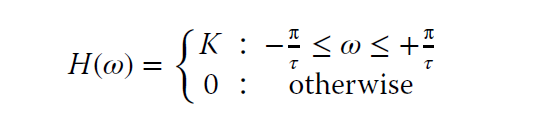 H(ω) = { K : −π/τ ≤ ω ≤ +π/τ
0 : otherwise